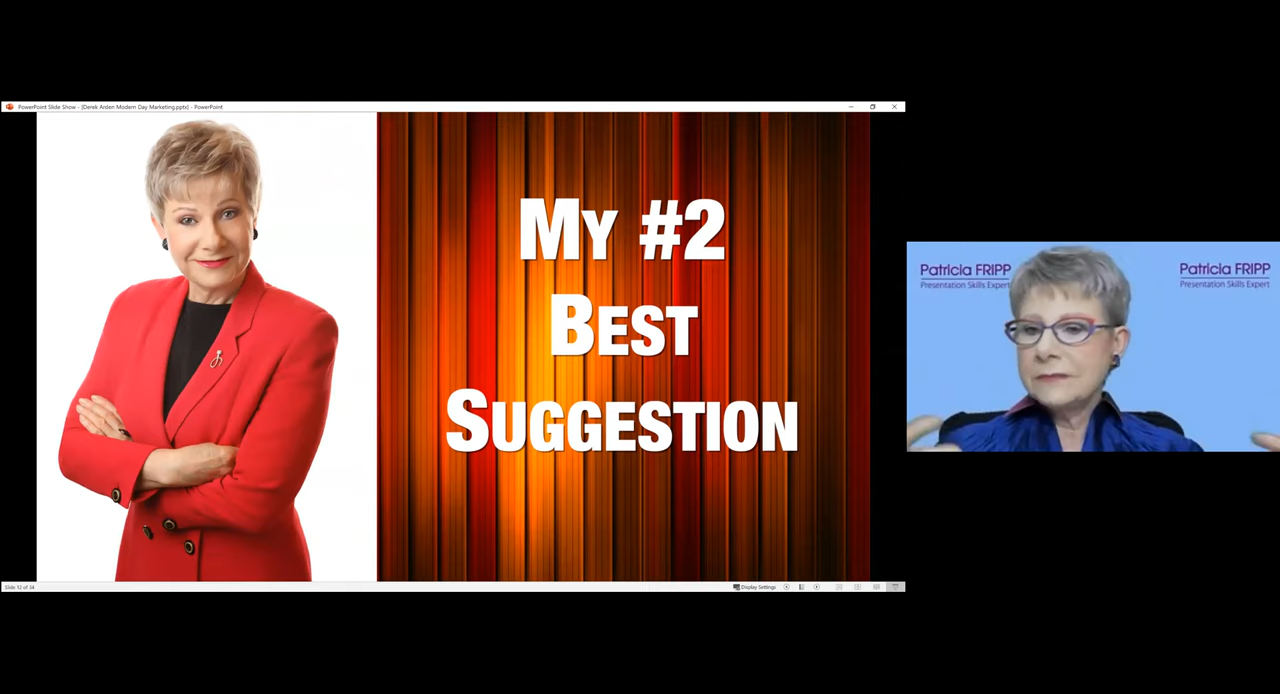 PowerPoint Slide Show - [Derek Arden Modern Day Marketing.pptx] - PowerPoint
MY #2
BEST
SUGGESTION
Patricia FRIPP
Presentation Skills Expert
Patricia FRIPP
Presentation Skills Expert
Display Settings